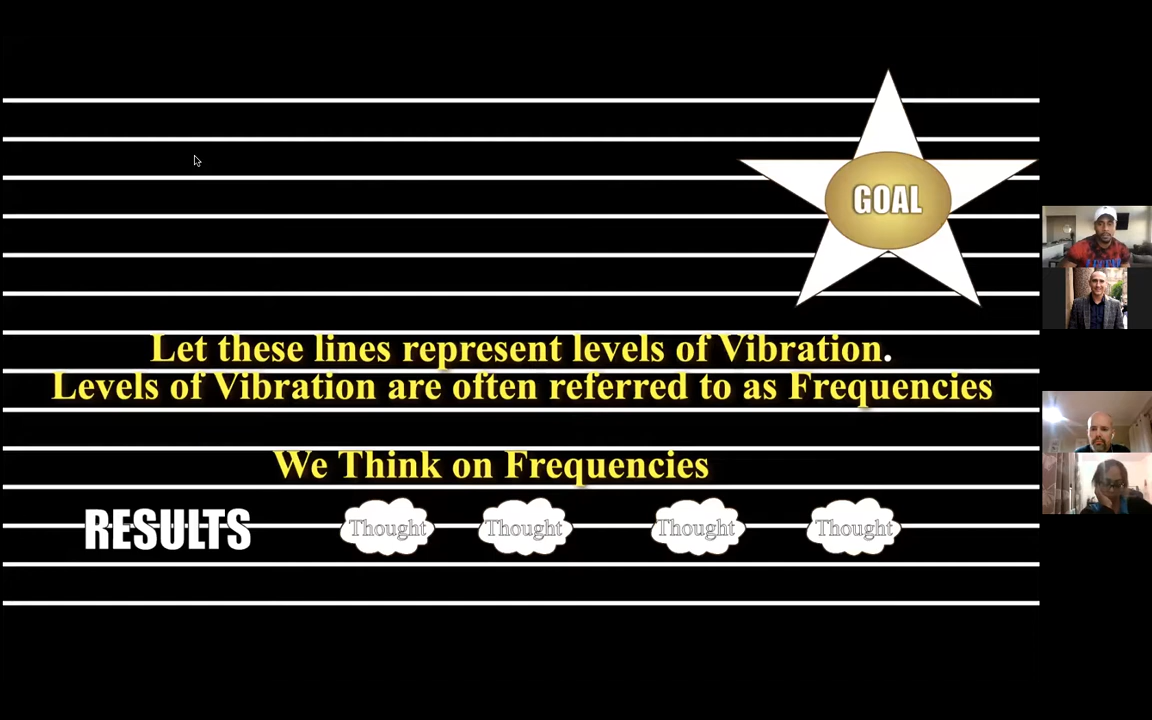 GOAL
Let these lines represent levels of Vibration.
Levels of Vibration are often referred to as Frequencies
We Think on Frequencies
RESULTS Thought Thought Thought Thought